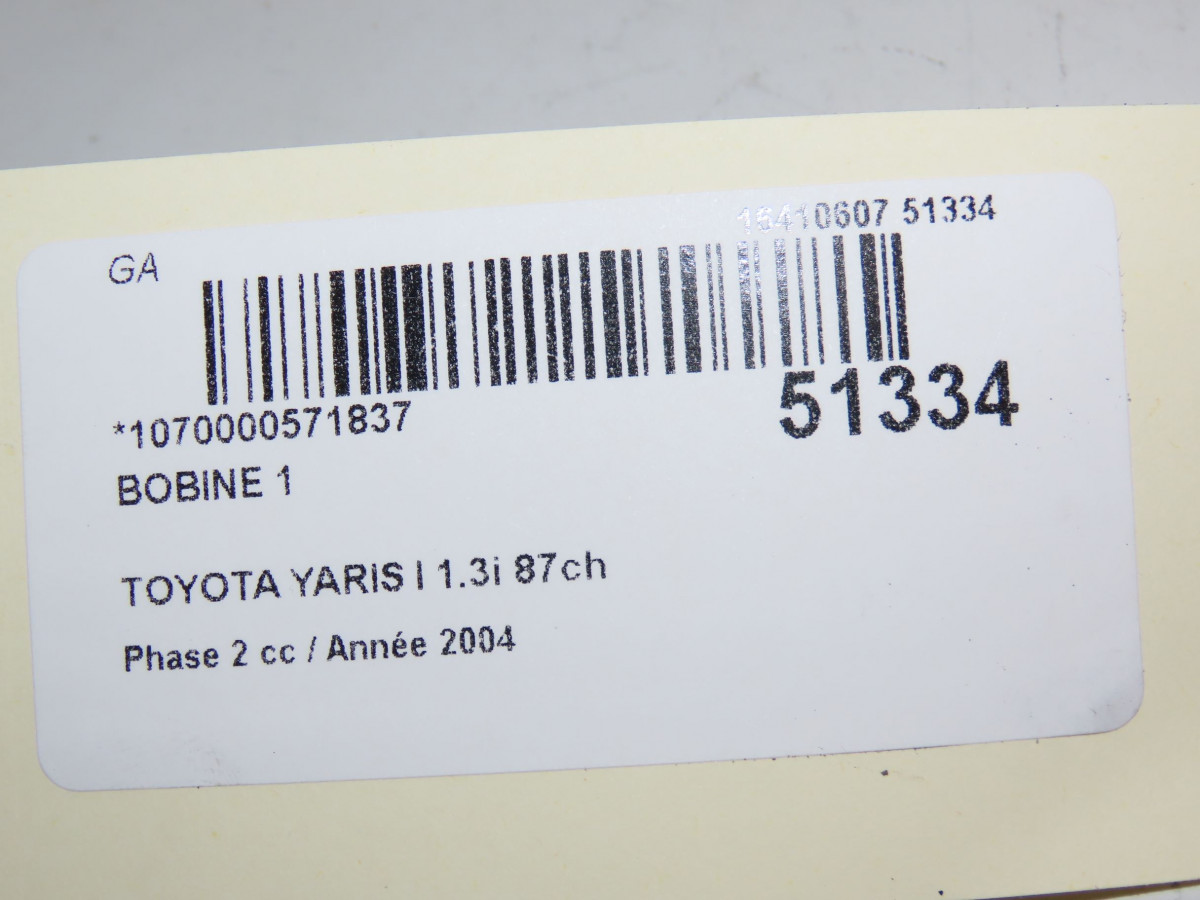 16410607 51334
GA
*1070000571837
51334
BOBINE 1
TOYOTA YARIS I 1.3i 87ch
Phase 2 cc / Année 2004